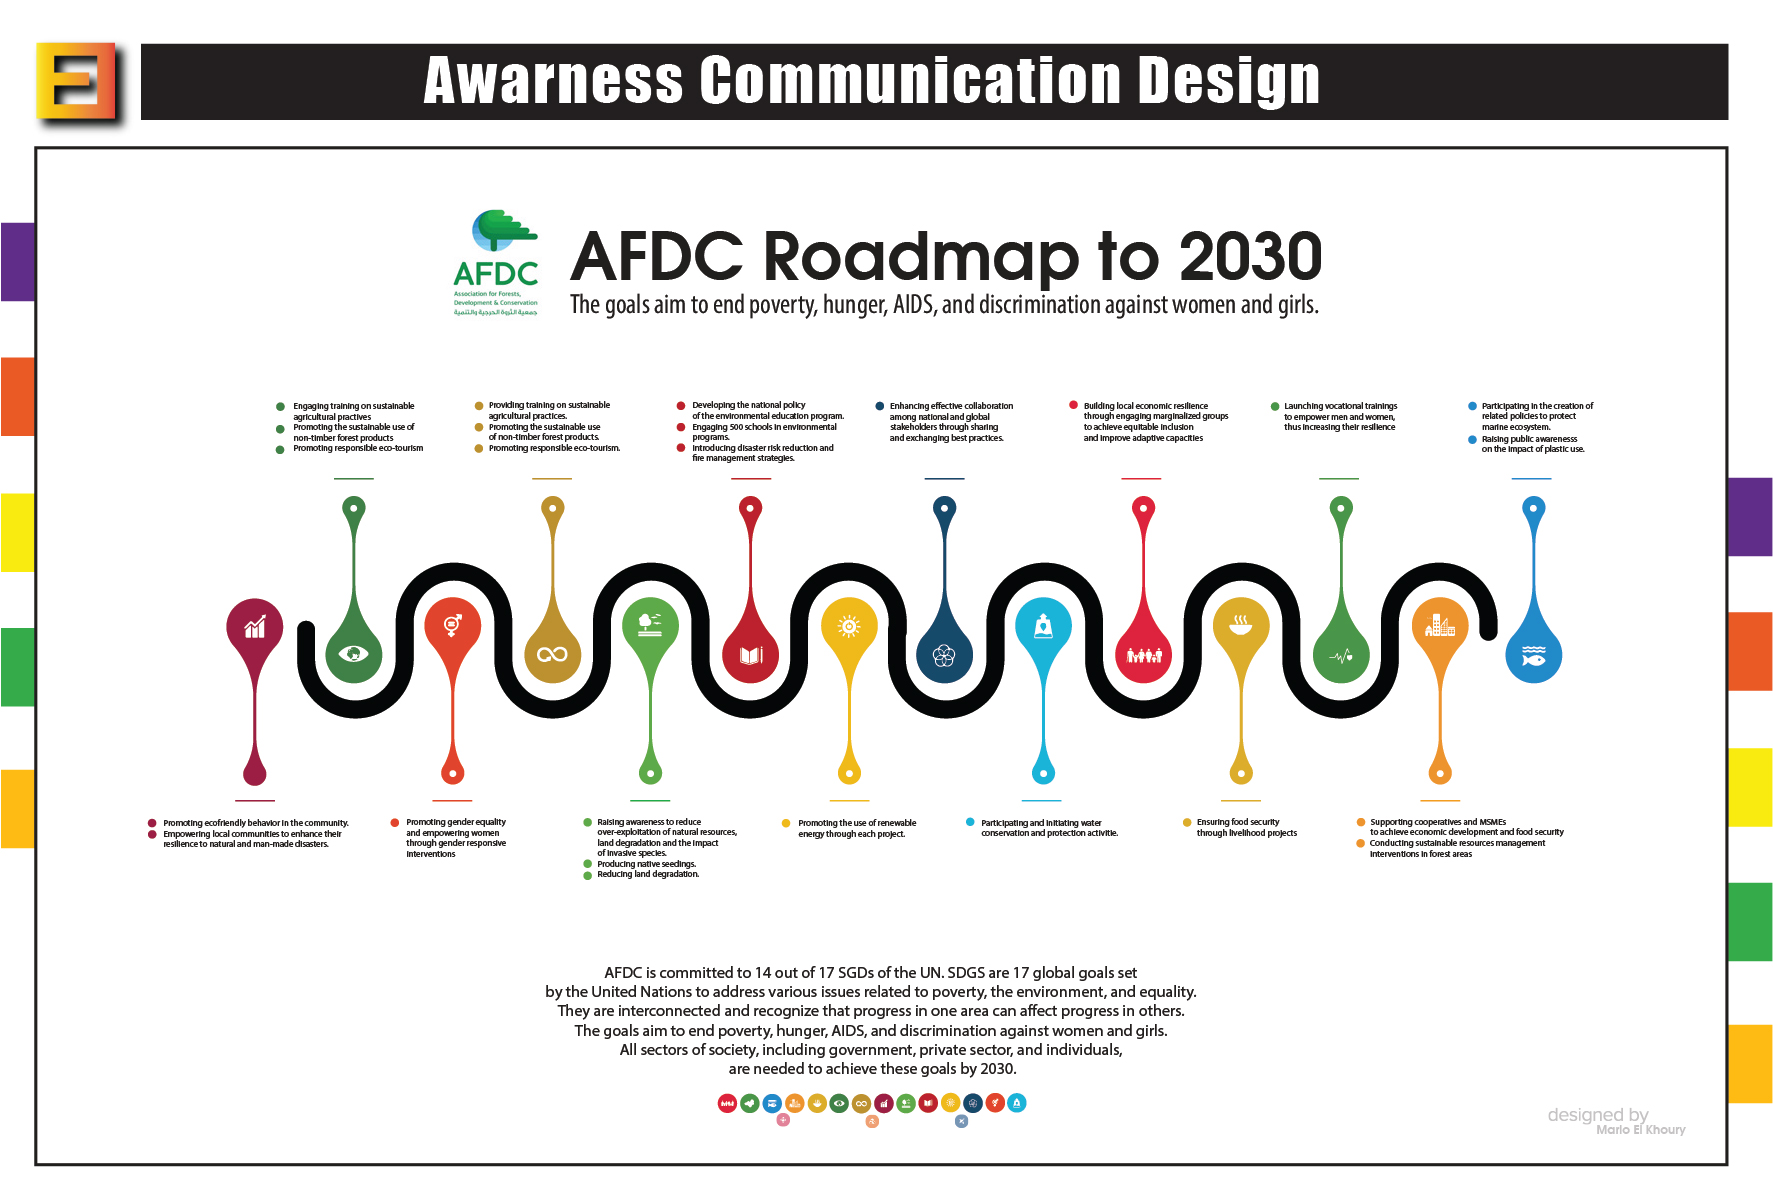 Awarness Communication Design
AFDC
Association for Forests,
Development & Conservation
جمعية الثروة الحرجية والتنمية
AFDC Roadmap to 2030
The goals aim to end poverty, hunger, AIDS, and discrimination against women and girls.
Engaging training on sustainable
agricultural practives
Promoting the sustainable use of
non-timber forest products
Promoting responsible eco-tourism
Providing training on sustainable
agricultural practices.
Promoting the sustainable use
of non-timber forest products.
Promoting responsible eco-tourism.
Developing the national policy
of the environmental education program.
Engaging 500 schools in environmental
programs.
Introducing disaster risk reduction and
fire management strategies.
Enhancing effective collaboration
among national and global
stakeholders through sharing
and exchanging best practices.
Building local economic resilience
through engaging marginalized groups
to achieve equitable inclusion
and improve adaptive capacities
Launching vocational trainings
to empower men and women,
thus increasing their resilience
Participating in the creation of
related policies to protect
marine ecosystem.
Raising public awarenesss
on the impact of plastic use.
Promoting ecofriendly behavior in the community.
Empowering local communities to enhance their
resilience to natural and man-made disasters.
Promoting gender equality
and empowering women
through gender responsive
interventions
Raising awareness to reduce
over-exploitation of natural resources,
land degradation and the impact
of invasive species.
Producing native seedings.
Reducing land degradation.
Promoting the use of renewable
energy through each project.
Participating and initiating water
conservation and protection activitie.
Ensuring food security
through livelihood projects
Supporting cooperatives and MSMEs
to achieve economic development and food security
Conducting sustainable resources management
interventions in forest areas
AFDC is committed to 14 out of 17 SGDs of the UN. SDGS are 17 global goals set
by the United Nations to address various issues related to poverty, the environment, and equality.
They are interconnected and recognize that progress in one area can affect progress in others.
The goals aim to end poverty, hunger, AIDS, and discrimination against women and girls.
All sectors of society, including government, private sector, and individuals,
are needed to achieve these goals by 2030.
designed by
Mario El Khoury